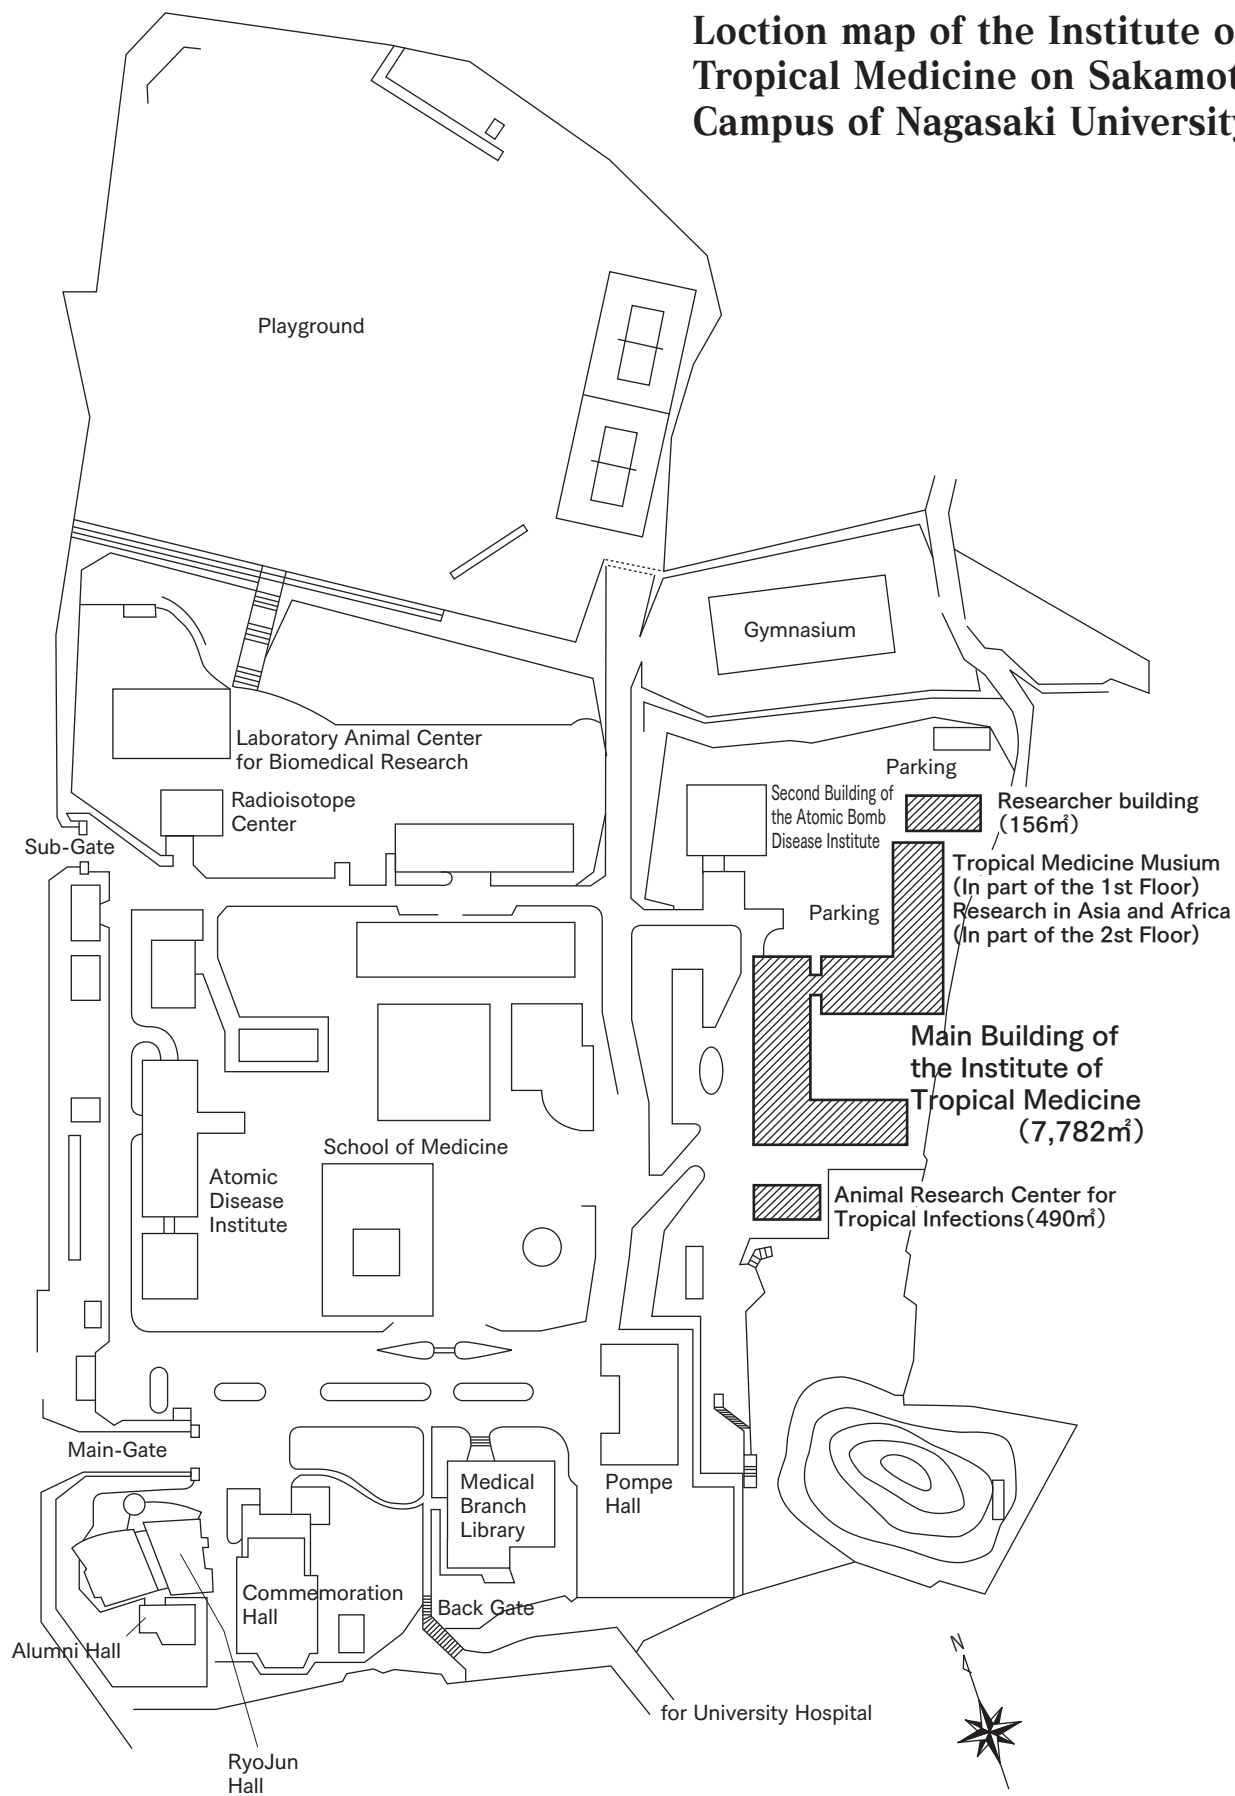 Loction map of the Institute o
Tropical Medicine on Sakamot
Campus of Nagasaki University
Playground
Gymnasium
Laboratory Animal Center
for Biomedical Research
Parking
Second Building of
the Atomic Bomb
Disease Institute
Researcher building
(156㎡)
Radioisotope
Center
Sub-Gate
Tropical Medicine Musium
(In part of the 1st Floor)
Research in Asia and Africa
(In part of the 2st Floor)
Parking
Main Building of
the Institute of
Tropical Medicine
(7,782㎡)
School of Medicine
Atomic
Disease
Institute
Animal Research Center for
Tropical Infections(490㎡)
Main-Gate
Medical
Branch
Library
Pompe
Hall
Commemoration
Hall
Back Gate
Alumni Hall
N
for University Hospital
RyoJun
Hall